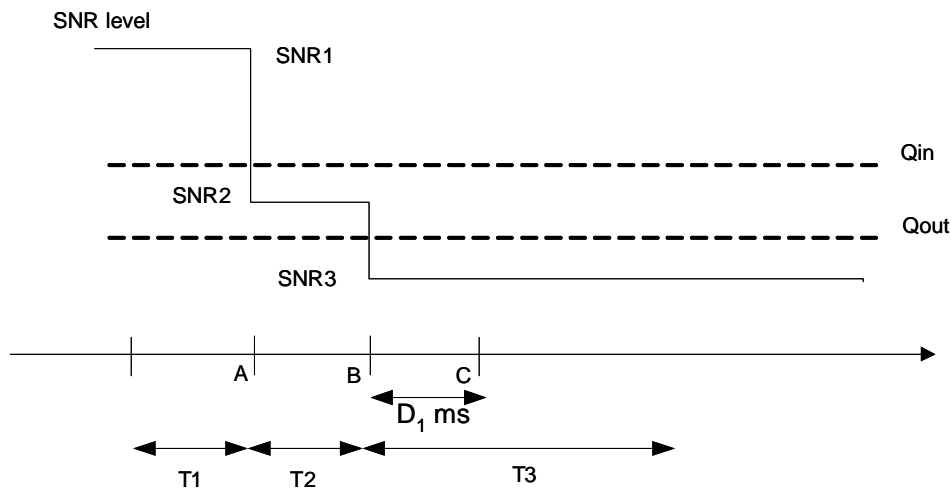 SNR level
SNR1
Qin
SNR2
Qout
SNR3
A
B
C
D₁ ms
T1
T2
T3